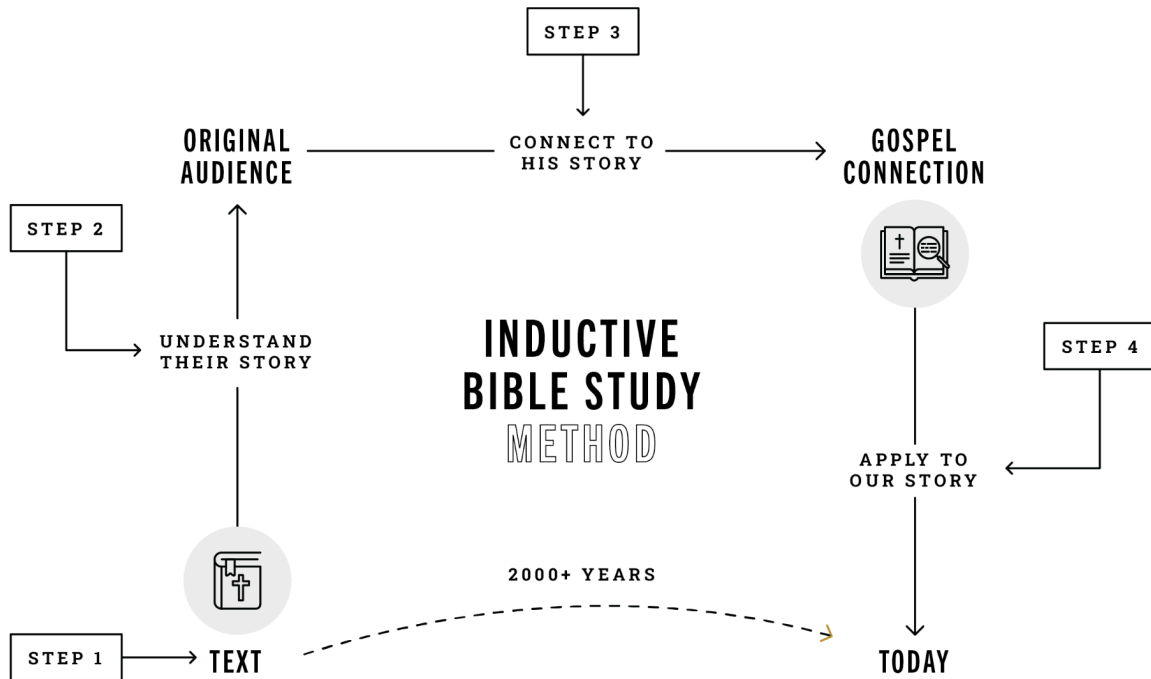 STEP 3
ORIGINAL
AUDIENCE
CONNECT TO
HIS STORY
GOSPEL
CONNECTION
STEP 2
UNDERSTAND
THEIR STORY
INDUCTIVE
BIBLE STUDY
METHOD
STEP 4
APPLY TO
OUR STORY
2000+ YEARS
STEP 1
TEXT
TODAY